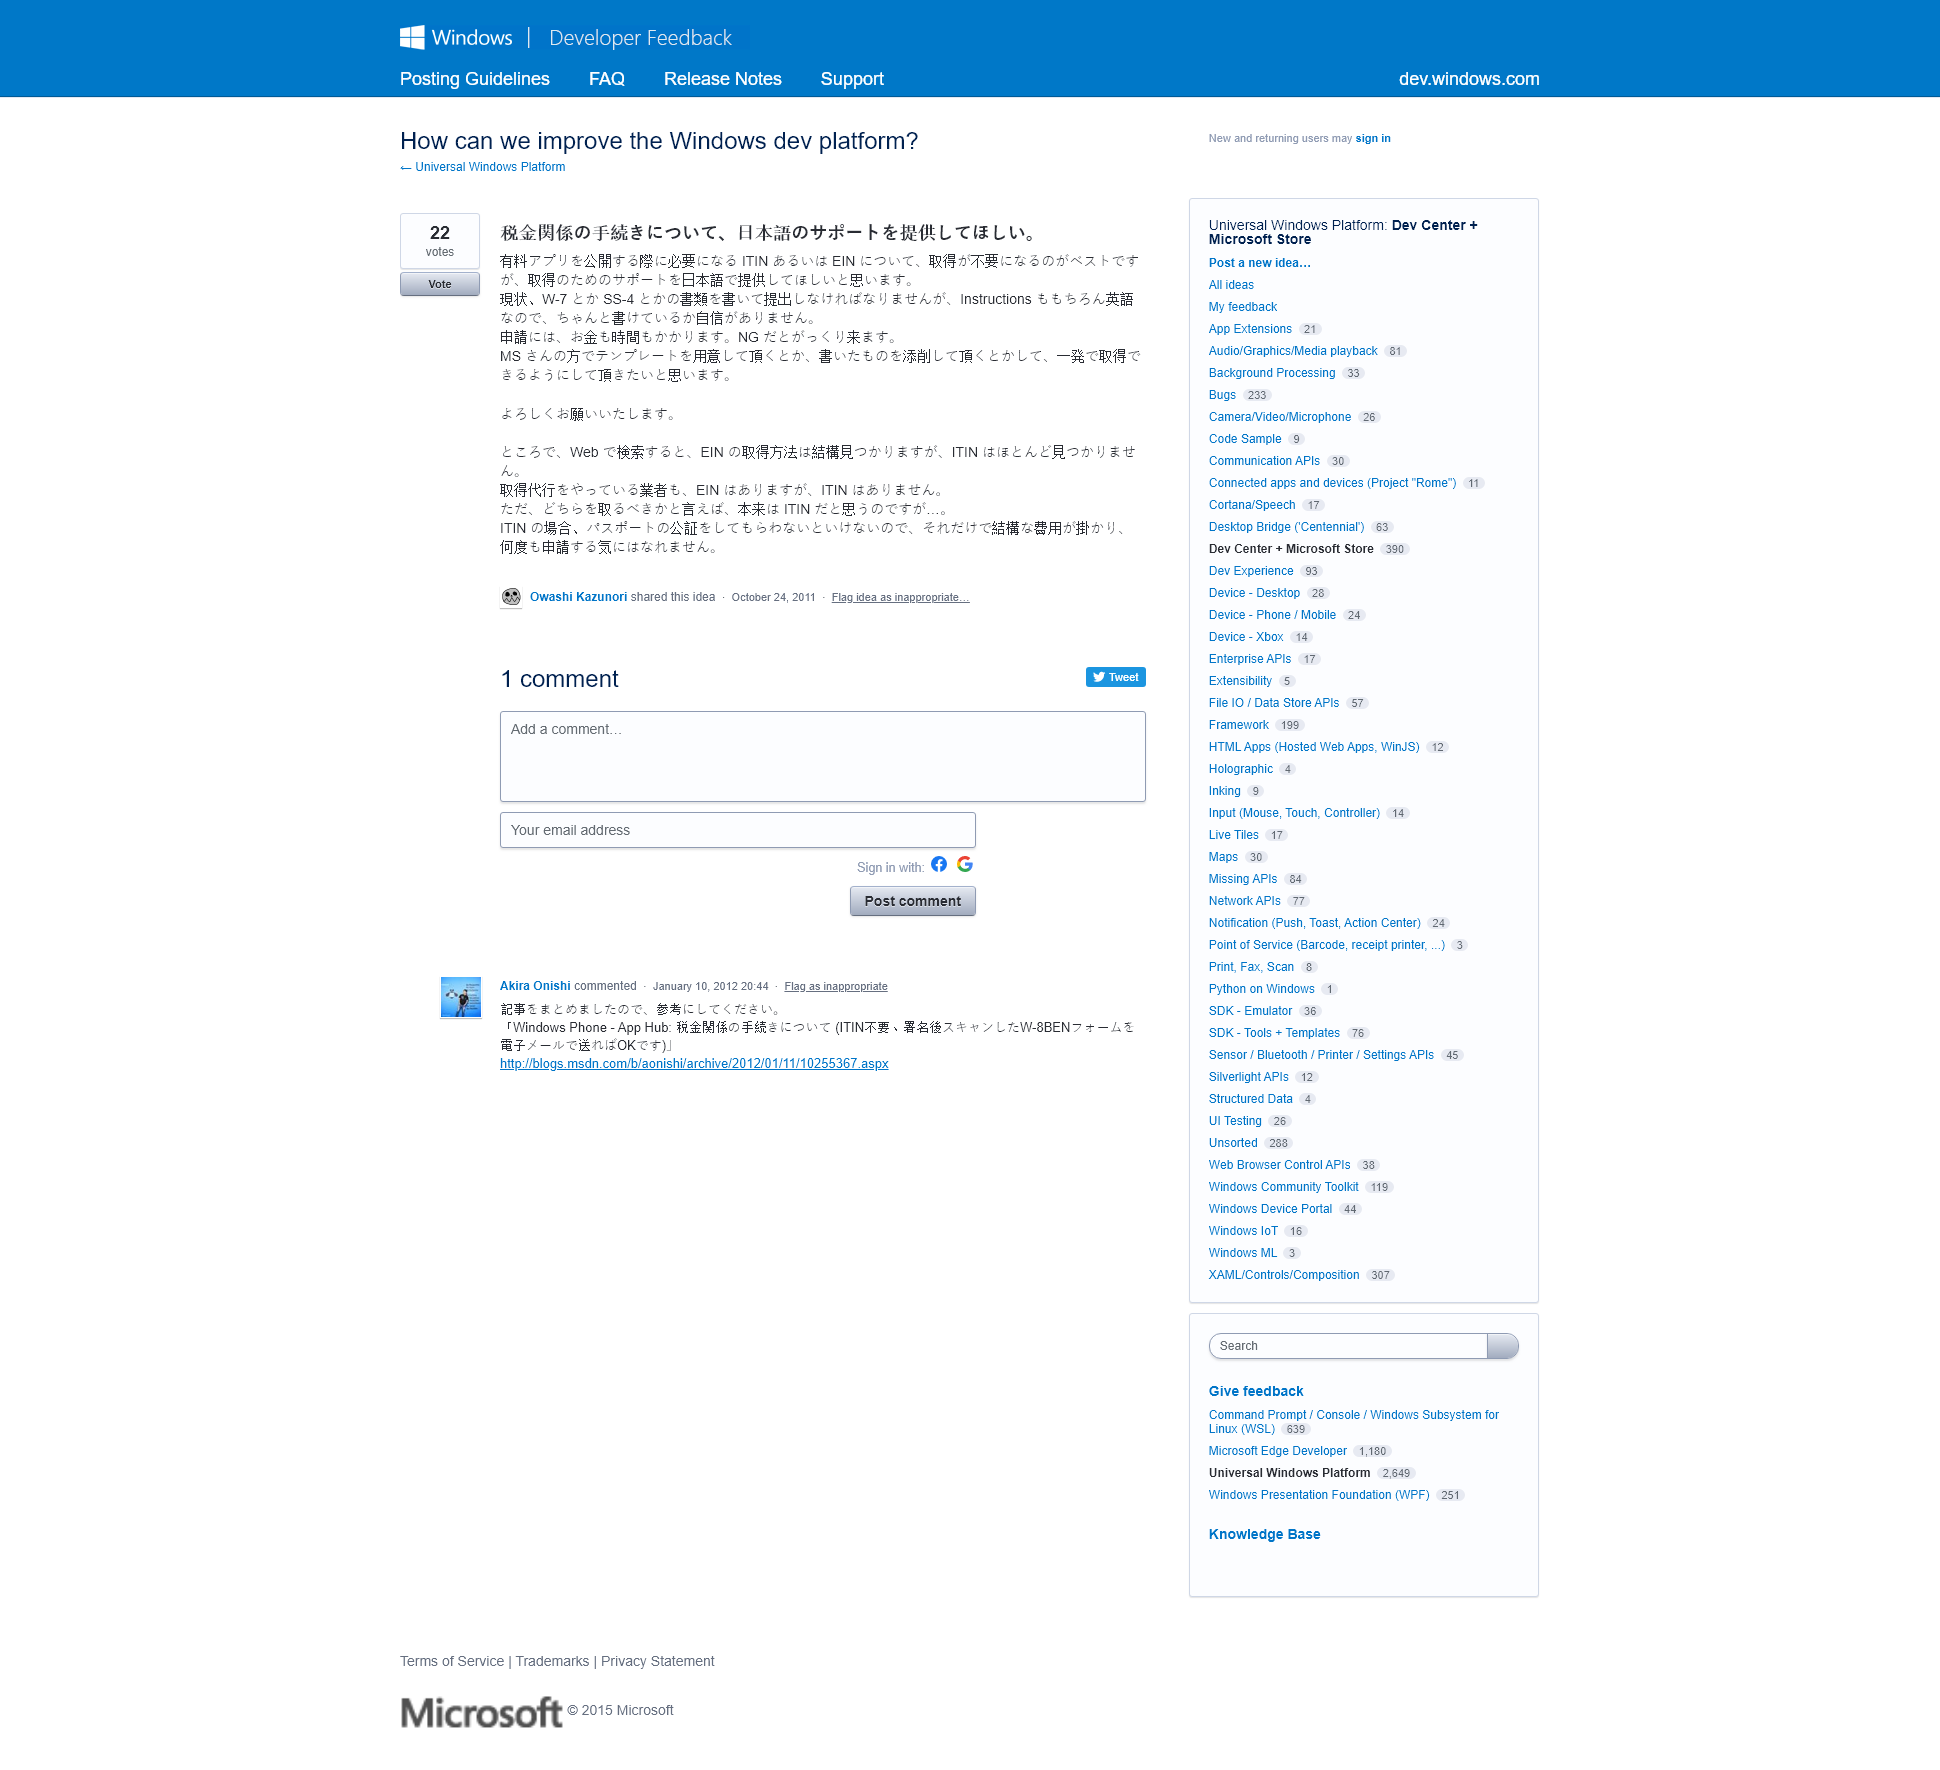 Windows | Developer Feedback
Posting Guidelines FAQ Release Notes Support dev.windows.com
How can we improve the Windows dev platform?
← Universal Windows Platform
New and returning users may sign in
22
votes
Vote
税金関係の手続きについて、日本語のサポートを提供してほしい。
有料アプリを公開する際に必要になる ITIN あるいは EIN について、取得が不要になるのがベストです
が、取得のためのサポートを日本語で提供してほしいと思います。
現状、W-7 とか SS-4 とかの書類を書いて提出しなければなりませんが、Instructions ももちろん英語
なので、ちゃんと書けているか自信がありません。
申請には、お金も時間もかかります。NG だとがっくり来ます。
MS さんの方でテンプレートを用意して頂くとか、書いたものを添削して頂くとかして、一発で取得で
きるようにして頂きたいと思います。
よろしくお願いいたします。
ところで、Web で検索すると、EIN の取得方法は結構見つかりますが、ITIN はほとんど見つかりませ
ん。
取得代行をやっている業者も、EIN はありますが、ITIN はありません。
ただ、どちらを取るべきかと言えば、本来は ITIN だと思うのですが…。
ITIN の場合、パスポートの公証をしてもらわないといけないので、それだけで結構な費用が掛かり、
何度も申請する気にはなれません。
Owashi Kazunori shared this idea · October 24, 2011 · Flag idea as inappropriate…
1 comment
Tweet
Add a comment…
Your email address
Sign in with:
Post comment
Akira Onishi commented · January 10, 2012 20:44 · Flag as inappropriate
記事をまとめましたので、参考にしてください。
「Windows Phone - App Hub: 税金関係の手続きについて (ITIN不要、署名後スキャンしたW-8BENフォームを
電子メールで送ればOKです)」
http://blogs.msdn.com/b/aonishi/archive/2012/01/11/10255367.aspx
Universal Windows Platform: Dev Center +
Microsoft Store
Post a new idea…
All ideas
My feedback
App Extensions 21
Audio/Graphics/Media playback 81
Background Processing 33
Bugs 233
Camera/Video/Microphone 26
Code Sample 9
Communication APIs 30
Connected apps and devices (Project "Rome") 11
Cortana/Speech 17
Desktop Bridge ('Centennial') 63
Dev Center + Microsoft Store 390
Dev Experience 93
Device - Desktop 28
Device - Phone / Mobile 24
Device - Xbox 14
Enterprise APIs 17
Extensibility 5
File IO / Data Store APIs 57
Framework 199
HTML Apps (Hosted Web Apps, WinJS) 12
Holographic 4
Inking 9
Input (Mouse, Touch, Controller) 14
Live Tiles 17
Maps 30
Missing APIs 84
Network APIs 77
Notification (Push, Toast, Action Center) 24
Point of Service (Barcode, receipt printer, ...) 3
Print, Fax, Scan 8
Python on Windows 1
SDK - Emulator 36
SDK - Tools + Templates 76
Sensor / Bluetooth / Printer / Settings APIs 45
Silverlight APIs 12
Structured Data 4
UI Testing 26
Unsorted 288
Web Browser Control APIs 38
Windows Community Toolkit 119
Windows Device Portal 44
Windows IoT 16
Windows ML 3
XAML/Controls/Composition 307
Search
Give feedback
Command Prompt / Console / Windows Subsystem for
Linux (WSL) 639
Microsoft Edge Developer 1,180
Universal Windows Platform 2,649
Windows Presentation Foundation (WPF) 251
Knowledge Base
Terms of Service | Trademarks | Privacy Statement
Microsoft © 2015 Microsoft